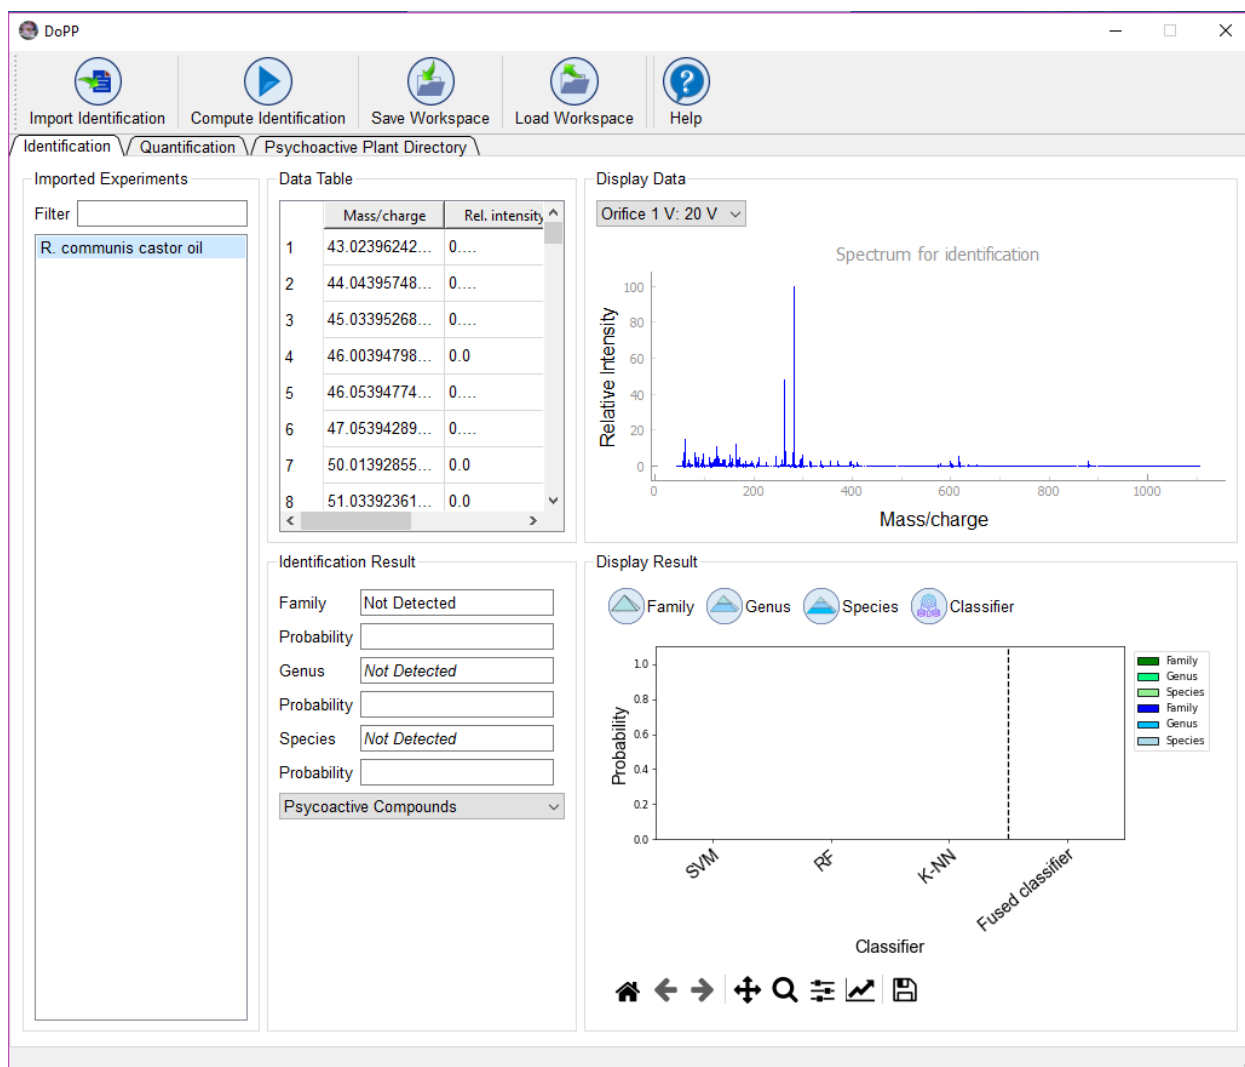 DoPP
Import Identification
Compute Identification
Save Workspace
Load Workspace
Help
Identification
Quantification
Psychoactive Plant Directory
Imported Experiments
Filter
R. communis castor oil
Data Table
Mass/charge Rel. intensity
1 43.02396242... 0....
2 44.04395748... 0....
3 45.03395268... 0....
4 46.00394798... 0.0
5 46.05394774... 0....
6 47.05394289... 0....
7 50.01392855... 0.0
8 51.03392361... 0.0
Display Data
Orifice 1 V: 20 V
Spectrum for identification
Relative Intensity
100
80
60
40
20
0
0 200 400 600 800 1000
Mass/charge
Identification Result
Family Not Detected
Probability
Genus Not Detected
Probability
Species Not Detected
Probability
Psycoactive Compounds
Display Result
Family Genus Species Classifier
Probability
1.0
0.8
0.6
0.4
0.2
0.0
SVM RF K-NN Fused classifier
Classifier
Family
Genus
Species
Family
Genus
Species